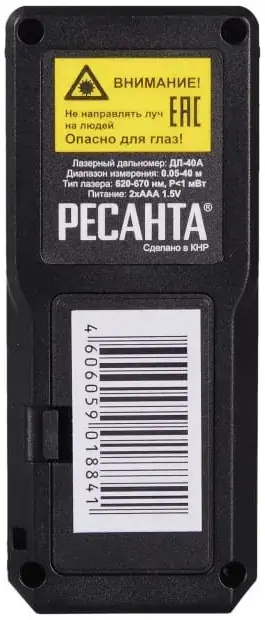 ВНИМАНИЕ!
Не направлять луч
на людей
Опасно для глаз!
EAC
Лазерный дальномер: ДЛ-40А
Диапазон измерения: 0.05-40 м
Тип лазера: 620-670 нм, P<1 мВт
Питание: 2xAAA 1.5V
РЕСАНТА®
Сделано в КНР
4606059018841